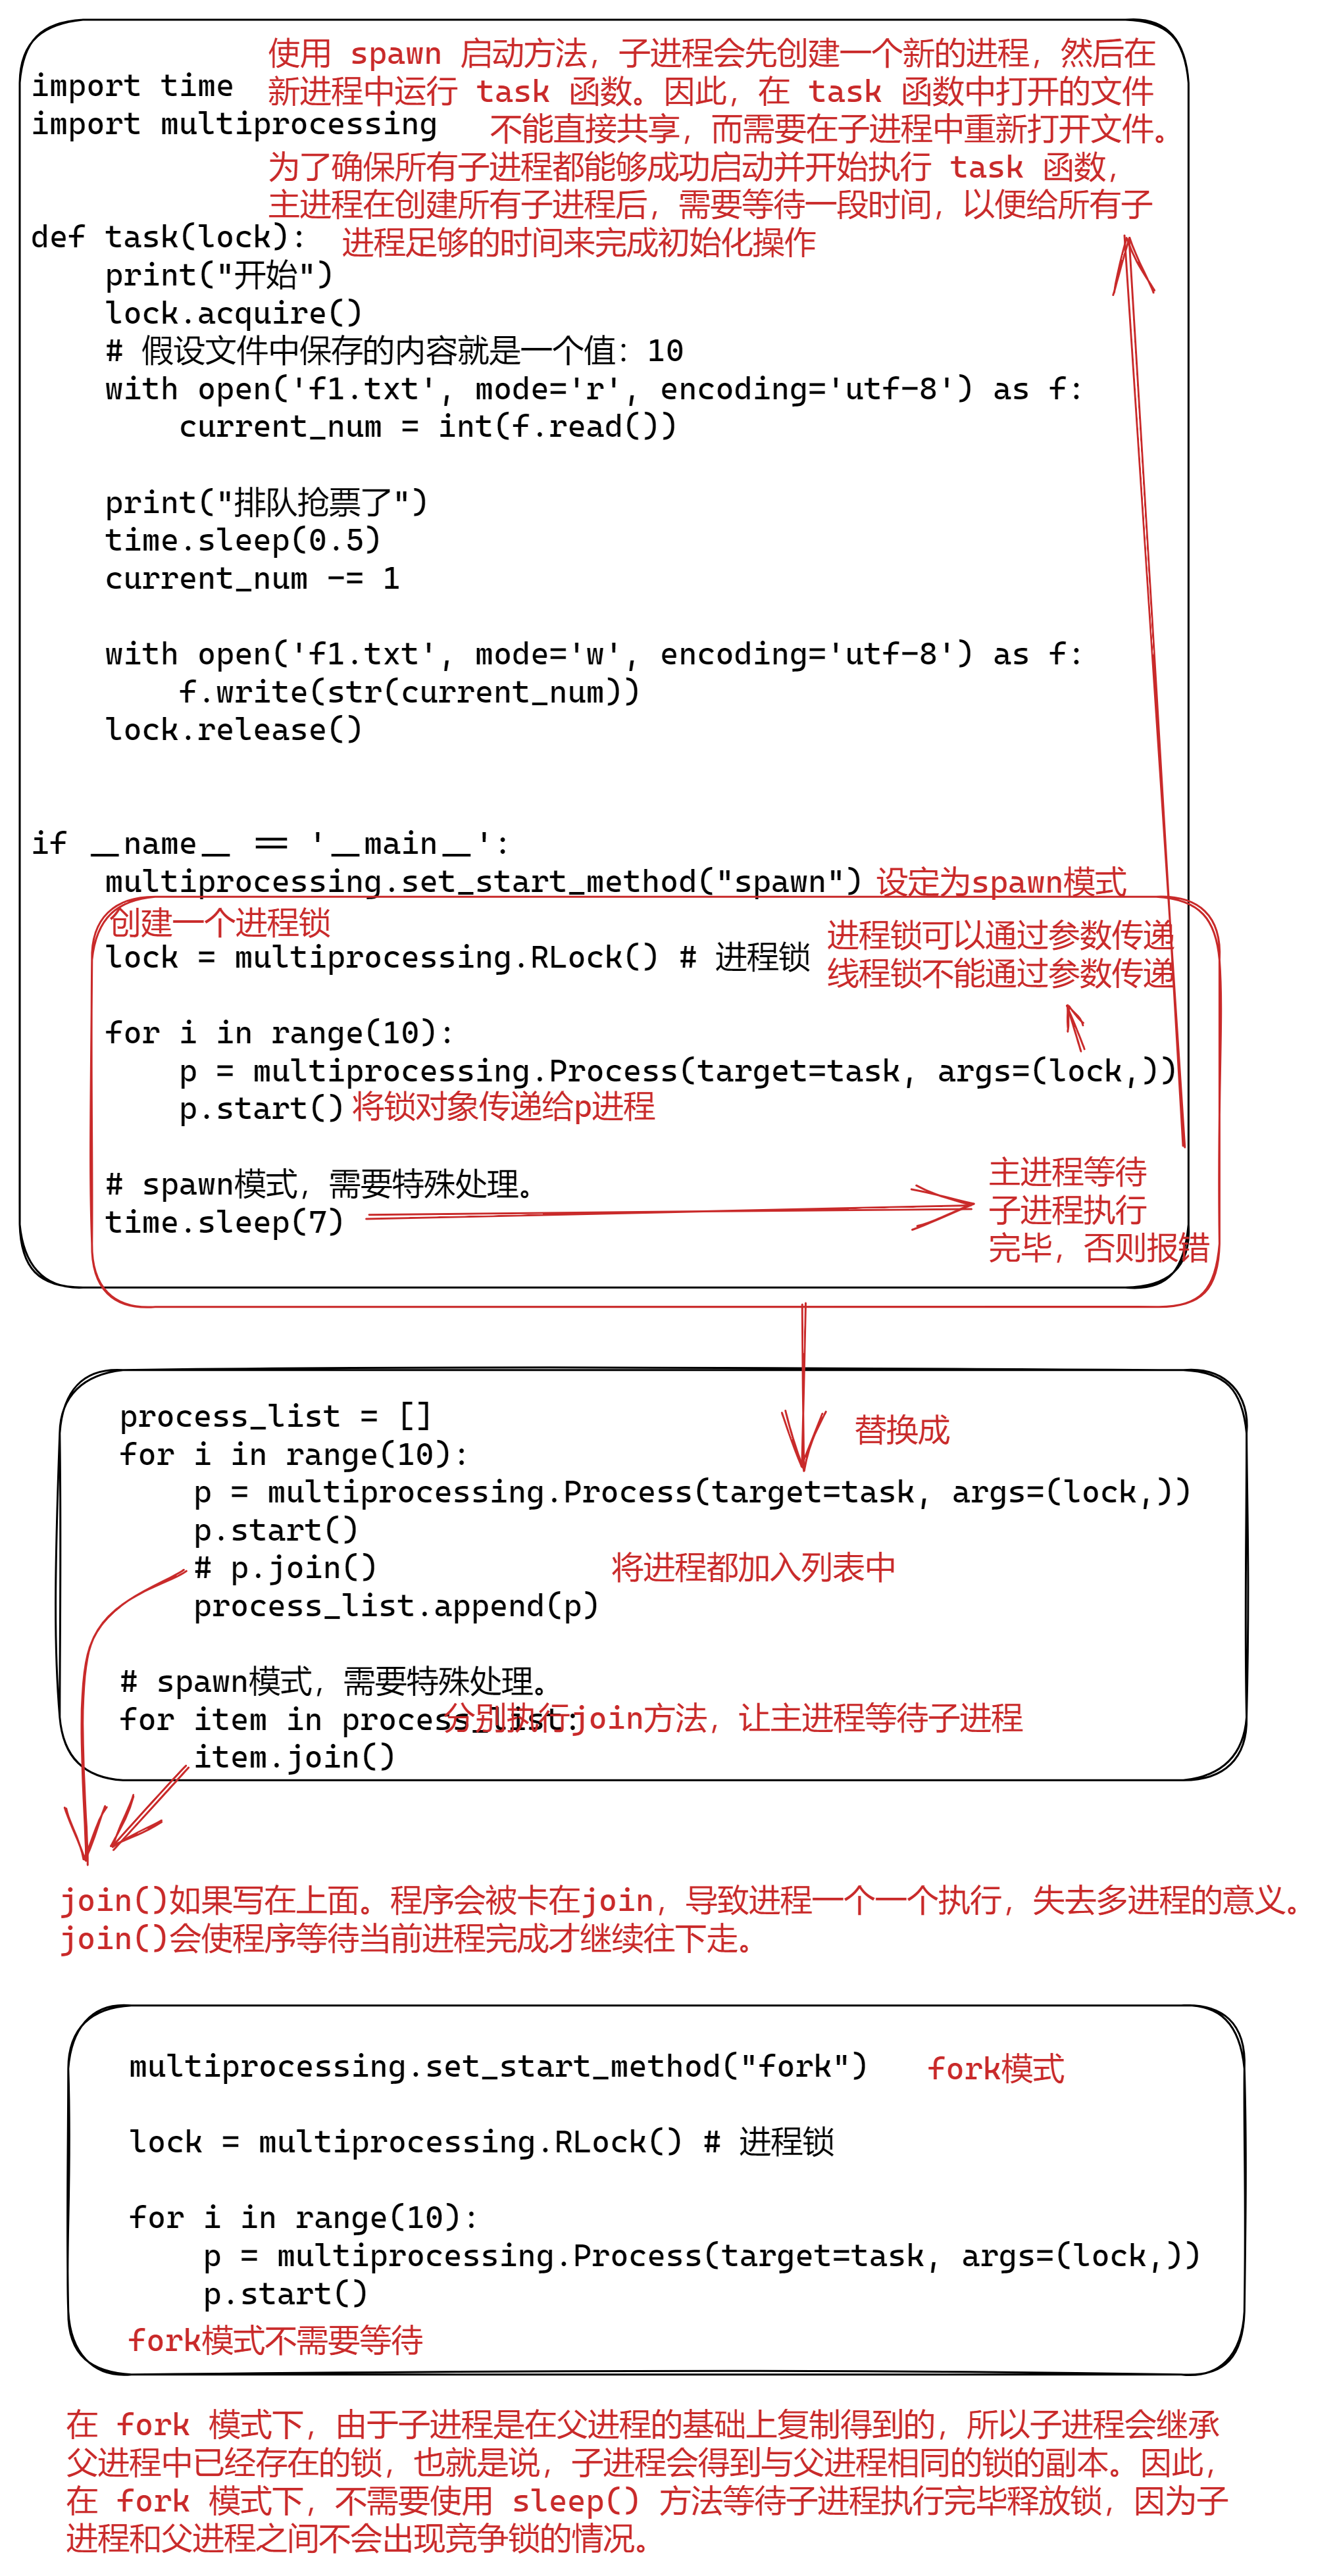 使用 spawn 启动方法，子进程会先创建一个新的进程，然后在
import time
新进程中运行 task 函数。因此，在 task 函数中打开的文件
import multiprocessing
不能直接共享，而需要在子进程中重新打开文件。
为了确保所有子进程都能够成功启动并开始执行 task 函数，
主进程在创建所有子进程后，需要等待一段时间，以便给所有子
def task(lock):
进程足够的时间来完成初始化操作
print("开始")
lock.acquire()
# 假设文件中保存的内容就是一个值：10
with open('f1.txt', mode='r', encoding='utf-8') as f:
current_num = int(f.read())
print("排队抢票了")
time.sleep(0.5)
current_num -= 1
with open('f1.txt', mode='w', encoding='utf-8') as f:
f.write(str(current_num))
lock.release()
if __name__ == '__main__':
multiprocessing.set_start_method("spawn") 设定为spawn模式
创建一个进程锁
lock = multiprocessing.RLock() # 进程锁
进程锁可以通过参数传递
线程锁不能通过参数传递
for i in range(10):
p = multiprocessing.Process(target=task, args=(lock,))
p.start() 将锁对象传递给p进程
# spawn模式，需要特殊处理。
time.sleep(7)
主进程等待
子进程执行
完毕，否则报错
process_list = []
替换成
for i in range(10):
p = multiprocessing.Process(target=task, args=(lock,))
p.start()
# p.join()
将进程都加入列表中
process_list.append(p)
# spawn模式，需要特殊处理。
for item in process_list:
分别执行join方法，让主进程等待子进程
item.join()
join()如果写在上面。程序会被卡在join，导致进程一个一个执行，失去多进程的意义。
join()会使程序等待当前进程完成才继续往下走。
multiprocessing.set_start_method("fork") fork模式
lock = multiprocessing.RLock() # 进程锁
for i in range(10):
p = multiprocessing.Process(target=task, args=(lock,))
p.start()
fork模式不需要等待
在 fork 模式下，由于子进程是在父进程的基础上复制得到的，所以子进程会继承
父进程中已经存在的锁，也就是说，子进程会得到与父进程相同的锁的副本。因此，
在 fork 模式下，不需要使用 sleep() 方法等待子进程执行完毕释放锁，因为子
进程和父进程之间不会出现竞争锁的情况。